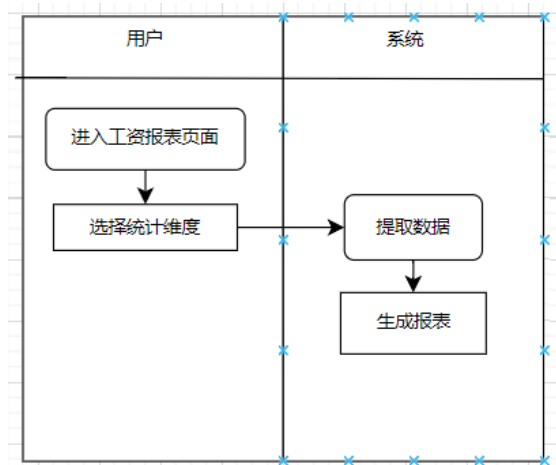 用户
系统
进入工资报表页面
选择统计维度
提取数据
生成报表